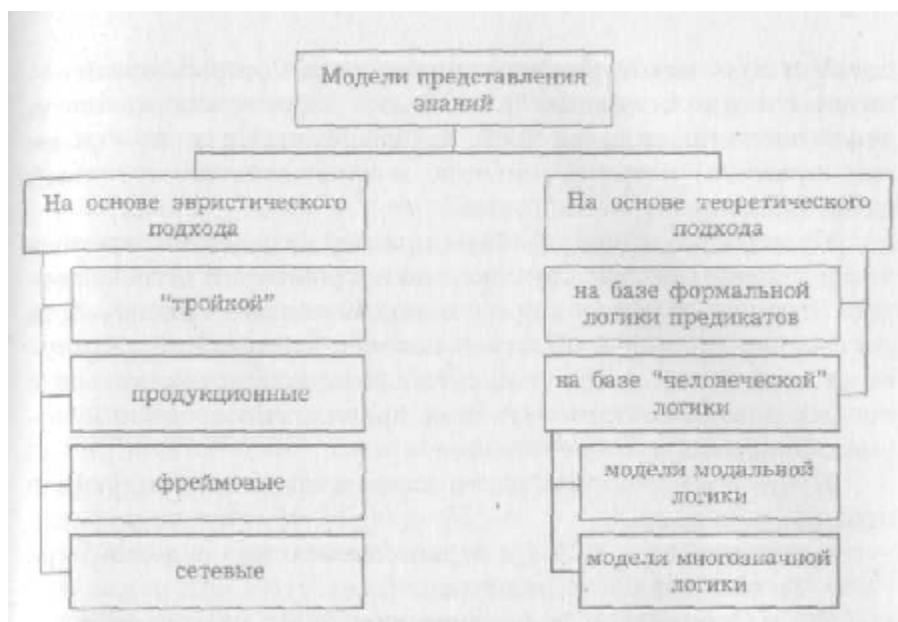 Модели представления
знаний
На основе эвристического
подхода
"тройкой"
продукционные
фреймовые
сетевые
На основе теоретического
подхода
на базе формальной
логики предикатов
на базе "человеческой"
логики
модели модальной
логики
модели многозначной
логики